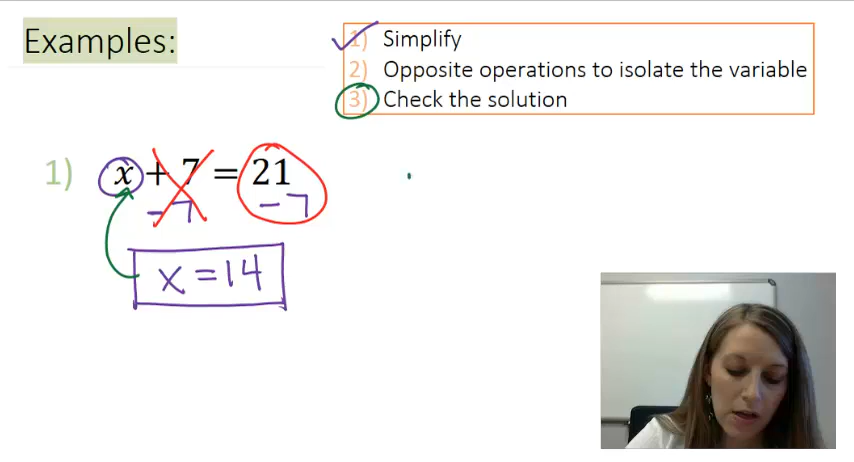 Examples:
1) Simplify
2) Opposite operations to isolate the variable
3) Check the solution
1) x + 7 = 21
- 7 - 7
x = 14